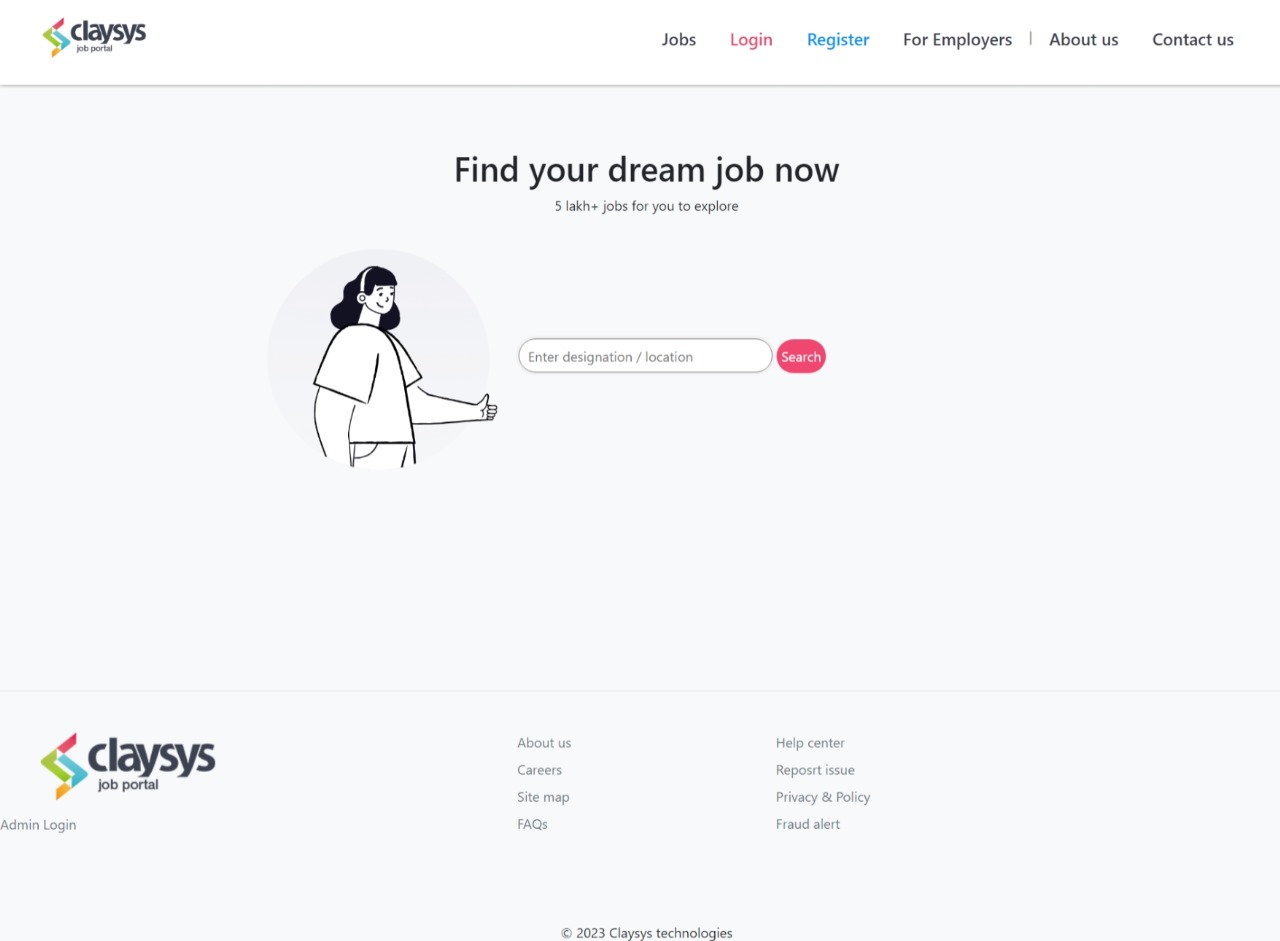 claysys
job portal
Jobs Login Register For Employers | About us Contact us
Find your dream job now
5 lakh+ jobs for you to explore
Enter designation / location Search
claysys
job portal
Admin Login
About us
Careers
Site map
FAQs
Help center
Reposrt issue
Privacy & Policy
Fraud alert
© 2023 Claysys technologies